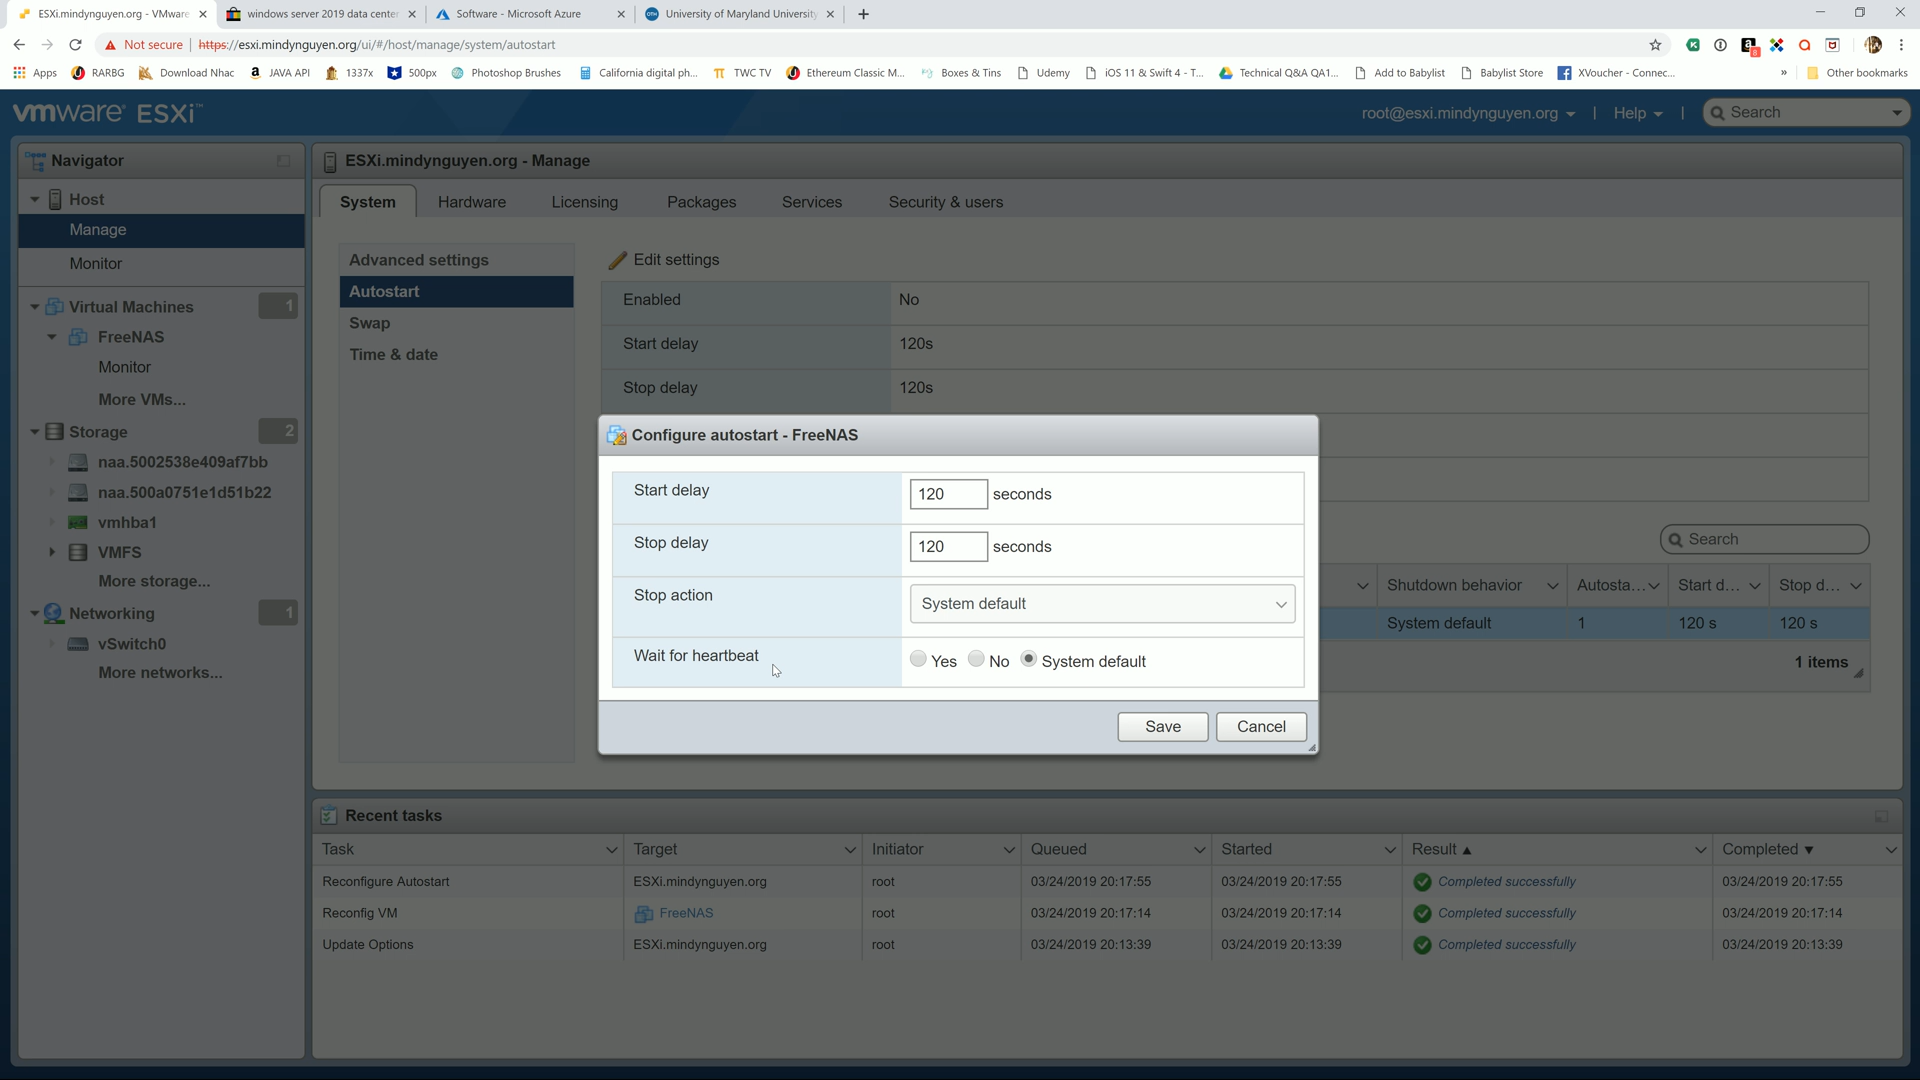 ESXi.mindynguyen.org - VMware
windows server 2019 data center
Software - Microsoft Azure
University of Maryland University
Not secure | https://esxi.mindynguyen.org/ui/#/host/manage/system/autostart
8
Apps
RARBG
Download Nhac
JAVA API
1337x
500px
Photoshop Brushes
California digital ph...
TWC TV
Ethereum Classic M...
Boxes & Tins
Udemy
iOS 11 & Swift 4 - T...
Technical Q&A QA1...
Add to Babylist
Babylist Store
XVoucher - Connec...
» Other bookmarks
vmware ESXi™
root@esxi.mindynguyen.org | Help | Search
Navigator
Host
Manage
Monitor
Virtual Machines 1
FreeNAS
Monitor
More VMs...
Storage 2
naa.5002538e409af7bb
naa.500a0751e1d51b22
vmhba1
VMFS
More storage...
Networking 1
vSwitch0
More networks...
ESXi.mindynguyen.org - Manage
System Hardware Licensing Packages Services Security & users
Advanced settings
Autostart
Swap
Time & date
Edit settings
Enabled No
Start delay 120s
Stop delay 120s
Configure autostart - FreeNAS
Start delay 120 seconds
Stop delay 120 seconds
Stop action System default
Wait for heartbeat Yes No System default
Save Cancel
Search
Shutdown behavior Autosta... Start d... Stop d...
System default 1 120 s 120 s
1 items
Recent tasks
Task Target Initiator Queued Started Result ▲ Completed ▼
Reconfigure Autostart ESXi.mindynguyen.org root 03/24/2019 20:17:55 03/24/2019 20:17:55 Completed successfully 03/24/2019 20:17:55
Reconfig VM FreeNAS root 03/24/2019 20:17:14 03/24/2019 20:17:14 Completed successfully 03/24/2019 20:17:14
Update Options ESXi.mindynguyen.org root 03/24/2019 20:13:39 03/24/2019 20:13:39 Completed successfully 03/24/2019 20:13:39